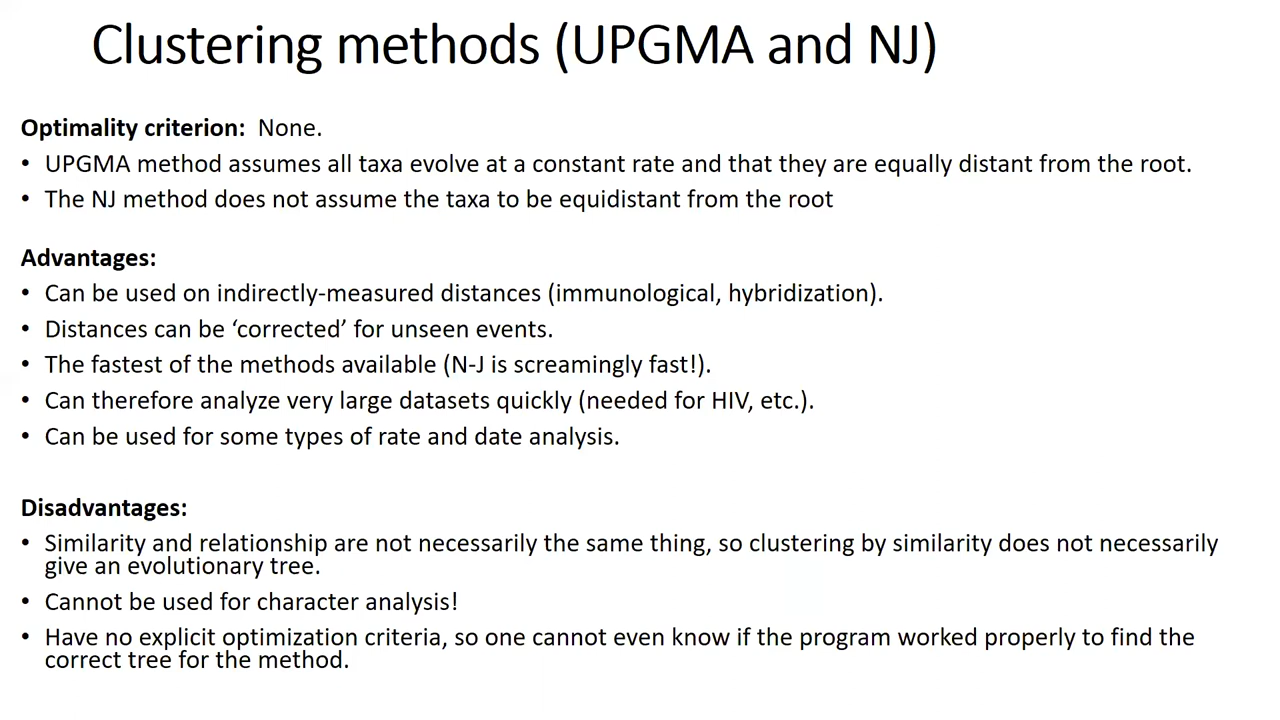 Clustering methods (UPGMA and NJ)
Optimality criterion: None.
• UPGMA method assumes all taxa evolve at a constant rate and that they are equally distant from the root.
• The NJ method does not assume the taxa to be equidistant from the root
Advantages:
• Can be used on indirectly-measured distances (immunological, hybridization).
• Distances can be ‘corrected’ for unseen events.
• The fastest of the methods available (N-J is screamingly fast!).
• Can therefore analyze very large datasets quickly (needed for HIV, etc.).
• Can be used for some types of rate and date analysis.
Disadvantages:
• Similarity and relationship are not necessarily the same thing, so clustering by similarity does not necessarily
give an evolutionary tree.
• Cannot be used for character analysis!
• Have no explicit optimization criteria, so one cannot even know if the program worked properly to find the
correct tree for the method.